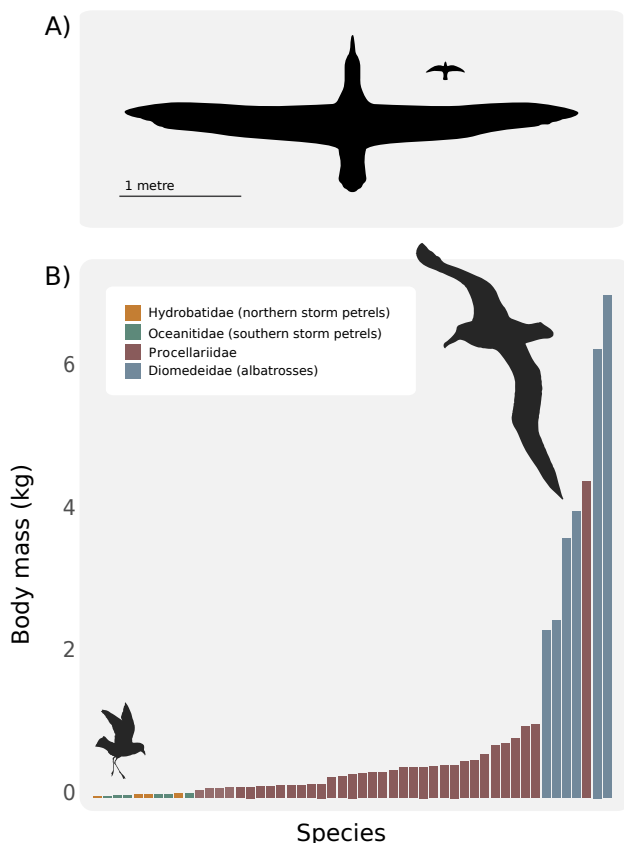 A)
1 metre
B)
Hydrobatidae (northern storm petrels)
Oceanitidae (southern storm petrels)
Procellariidae
Diomedeidae (albatrosses)
6
4
2
0
Body mass (kg)
Species